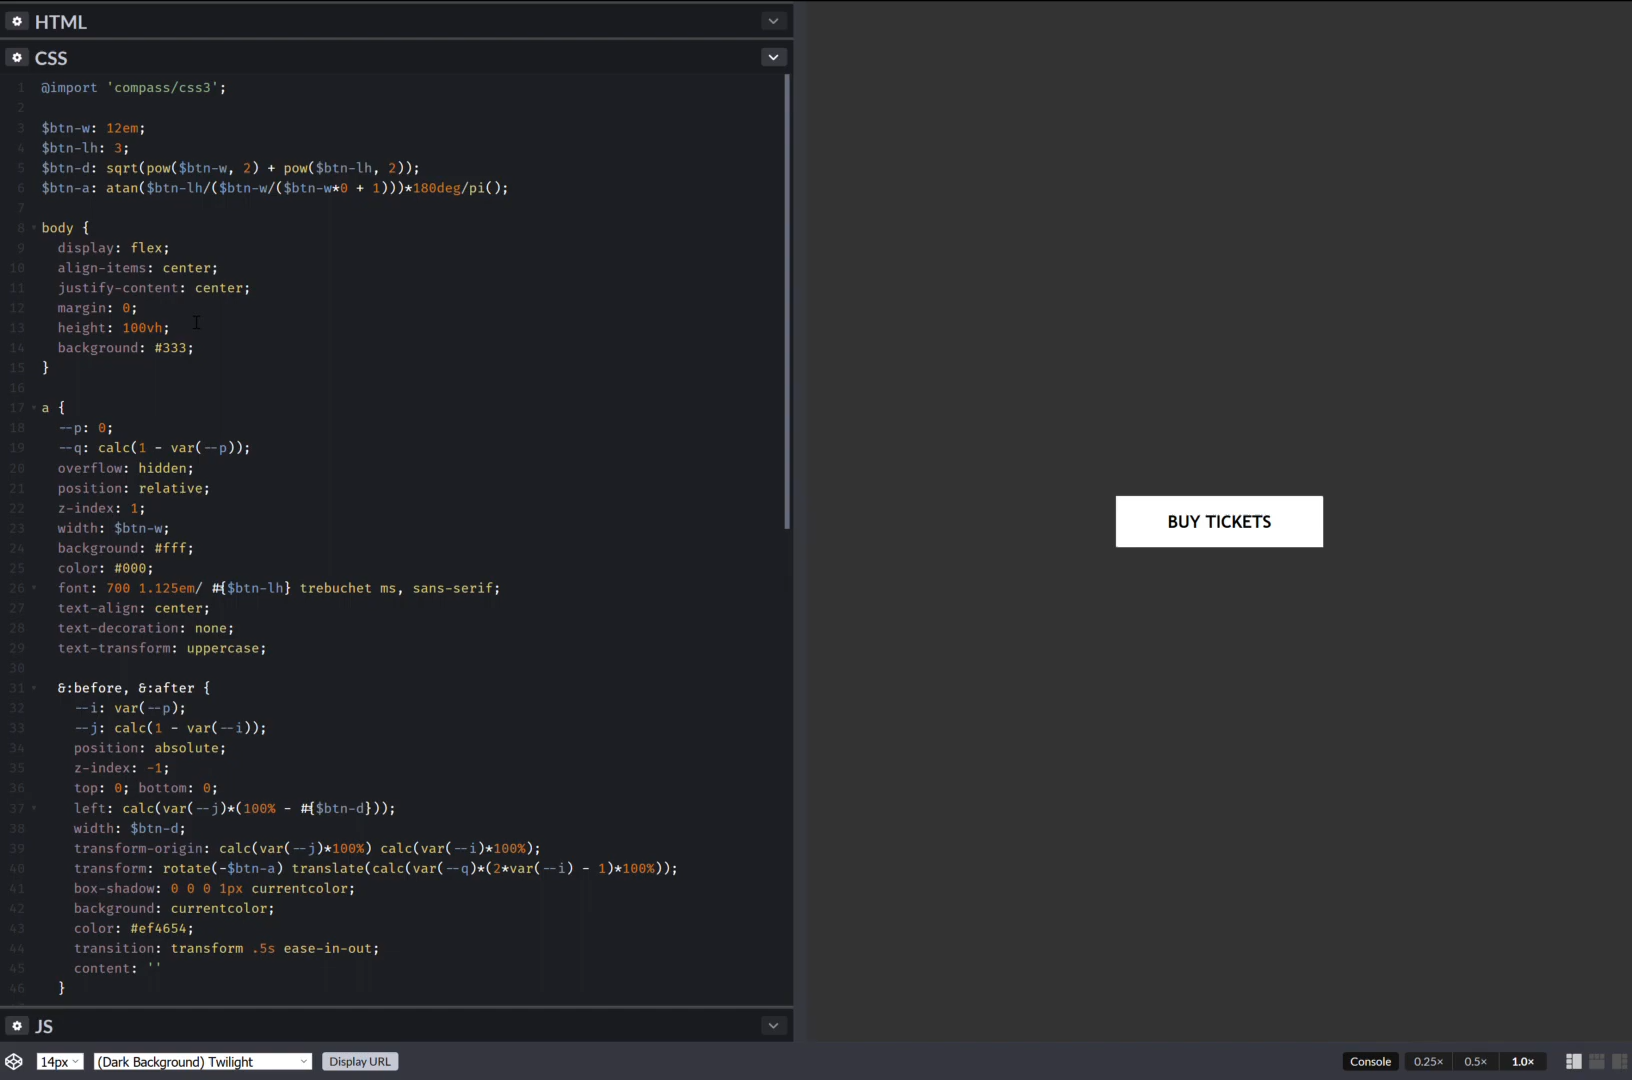 HTML
CSS
1 @import 'compass/css3';
2
3 $btn-w: 12em;
4 $btn-lh: 3;
5 $btn-d: sqrt(pow($btn-w, 2) + pow($btn-lh, 2));
6 $btn-a: atan($btn-lh/($btn-w/($btn-w*0 + 1)))*180deg/pi();
7
8 body {
9 display: flex;
10 align-items: center;
11 justify-content: center;
12 margin: 0;
13 height: 100vh;
14 background: #333;
15 }
16
17 a {
18 --p: 0;
19 --q: calc(1 - var(--p));
20 overflow: hidden;
21 position: relative;
22 z-index: 1;
23 width: $btn-w;
24 background: #fff;
25 color: #000;
26 font: 700 1.125em/ #{$btn-lh} trebuchet ms, sans-serif;
27 text-align: center;
28 text-decoration: none;
29 text-transform: uppercase;
30
31 &:before, &:after {
32 --i: var(--p);
33 --j: calc(1 - var(--i));
34 position: absolute;
35 z-index: -1;
36 top: 0; bottom: 0;
37 left: calc(var(--j)*(100% - #{$btn-d}));
38 width: $btn-d;
39 transform-origin: calc(var(--j)*100%) calc(var(--i)*100%);
40 transform: rotate(-$btn-a) translate(calc(var(--q)*(2*var(--i) - 1)*100%));
41 box-shadow: 0 0 0 1px currentcolor;
42 background: currentcolor;
43 color: #ef4654;
44 transition: transform .5s ease-in-out;
45 content: ''
46 }
BUY TICKETS
JS
14px (Dark Background) Twilight Display URL Console 0.25× 0.5× 1.0×